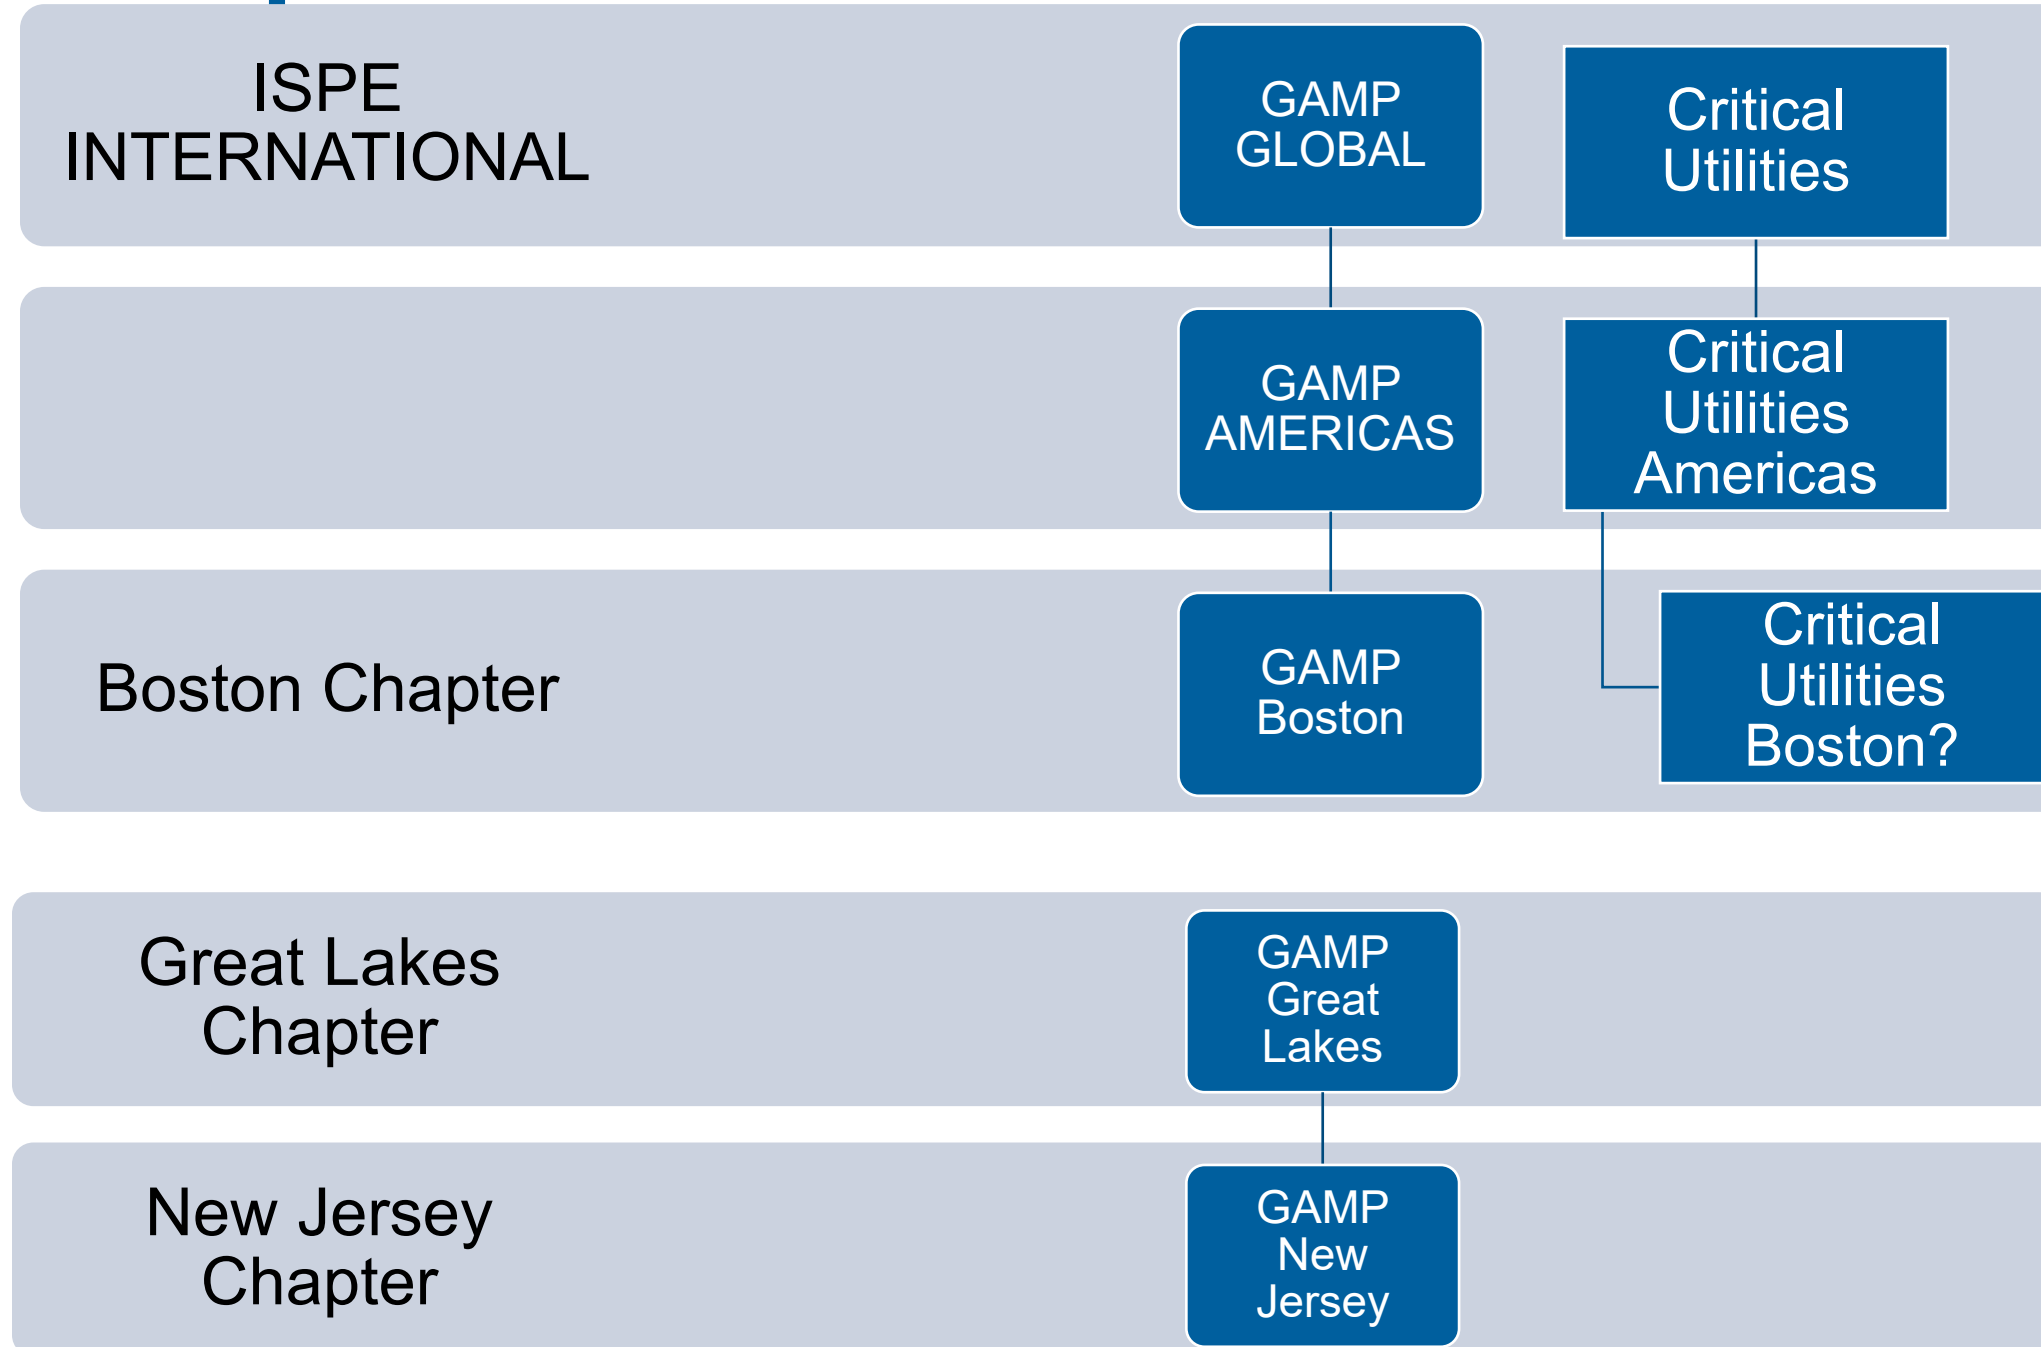 ISPE
INTERNATIONAL
GAMP
GLOBAL
Critical
Utilities
GAMP
AMERICAS
Critical
Utilities
Americas
Boston Chapter
GAMP
Boston
Critical
Utilities
Boston?
Great Lakes
Chapter
GAMP
Great
Lakes
New Jersey
Chapter
GAMP
New
Jersey